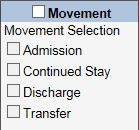 Movement
Movement Selection
Admission
Continued Stay
Discharge
Transfer